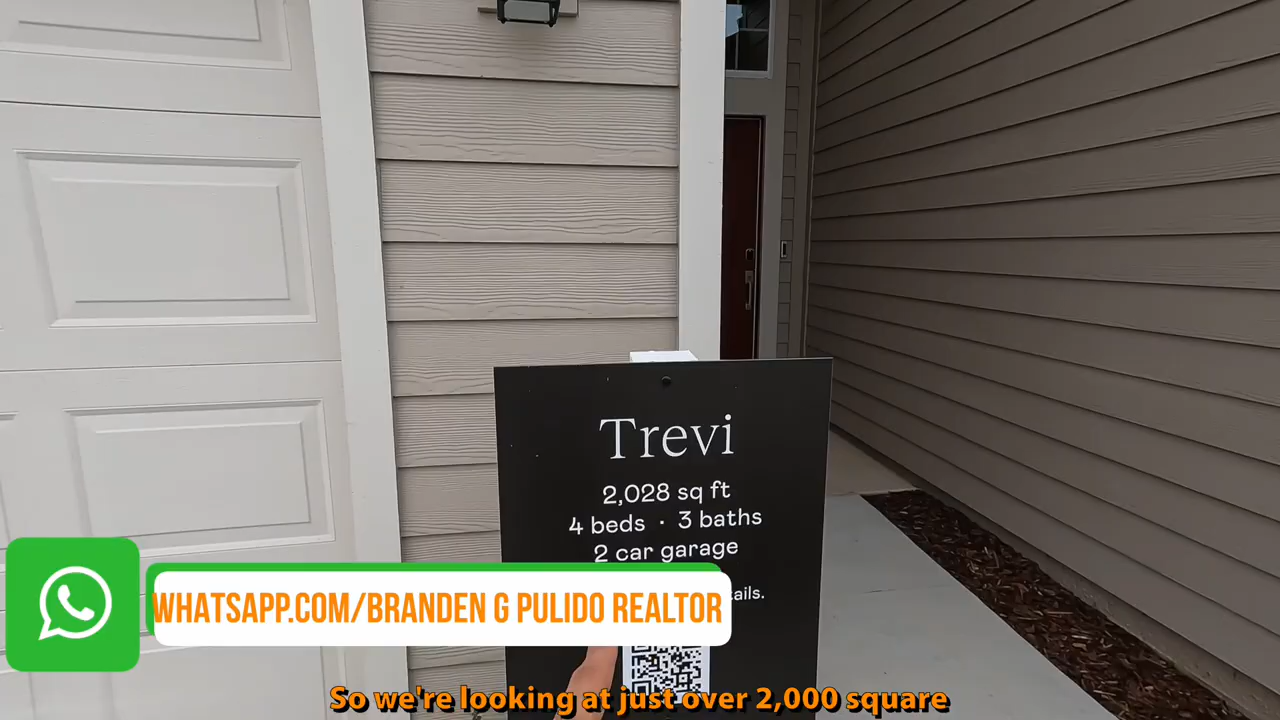 Trevi
2,028 sq ft
4 beds · 3 baths
2 car garage
WHATSAPP.COM/BRANDEN G PULIDO REALTOR
So we're looking at just over 2,000 square